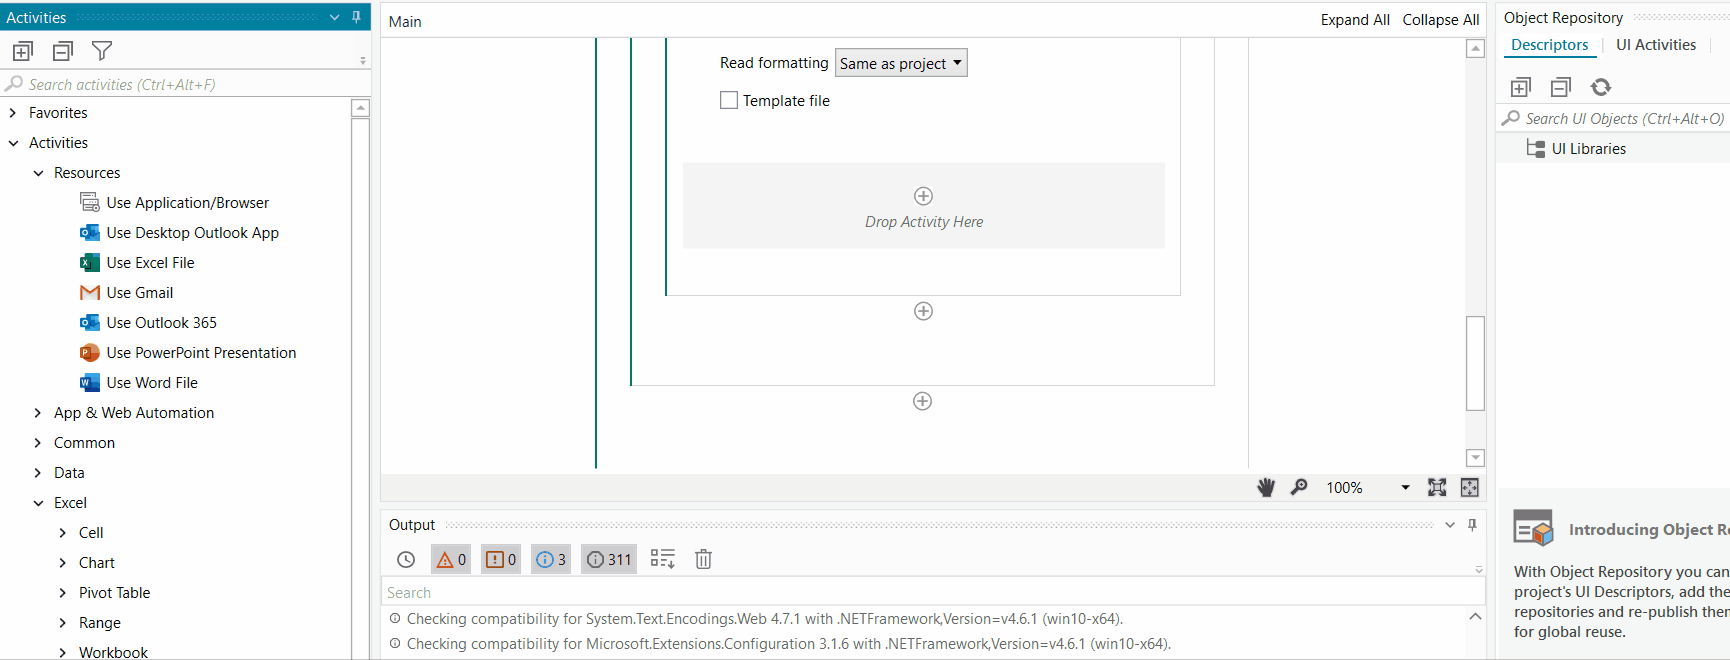 Activities
Search activities (Ctrl+Alt+F)
Favorites
Activities
Resources
Use Application/Browser
Use Desktop Outlook App
Use Excel File
Use Gmail
Use Outlook 365
Use PowerPoint Presentation
Use Word File
App & Web Automation
Common
Data
Excel
Cell
Chart
Pivot Table
Range
Workbook
Main
Expand All
Collapse All
Read formatting
Same as project
Template file
Drop Activity Here
100%
Output
0
0
3
311
Search
Checking compatibility for System.Text.Encodings.Web 4.7.1 with .NETFramework,Version=v4.6.1 (win10-x64).
Checking compatibility for Microsoft.Extensions.Configuration 3.1.6 with .NETFramework,Version=v4.6.1 (win10-x64).
Object Repository
Descriptors
UI Activities
Search UI Objects (Ctrl+Alt+O)
UI Libraries
Introducing Object Re
With Object Repository you can
project's UI Descriptors, add the
repositories and re-publish then
for global reuse.